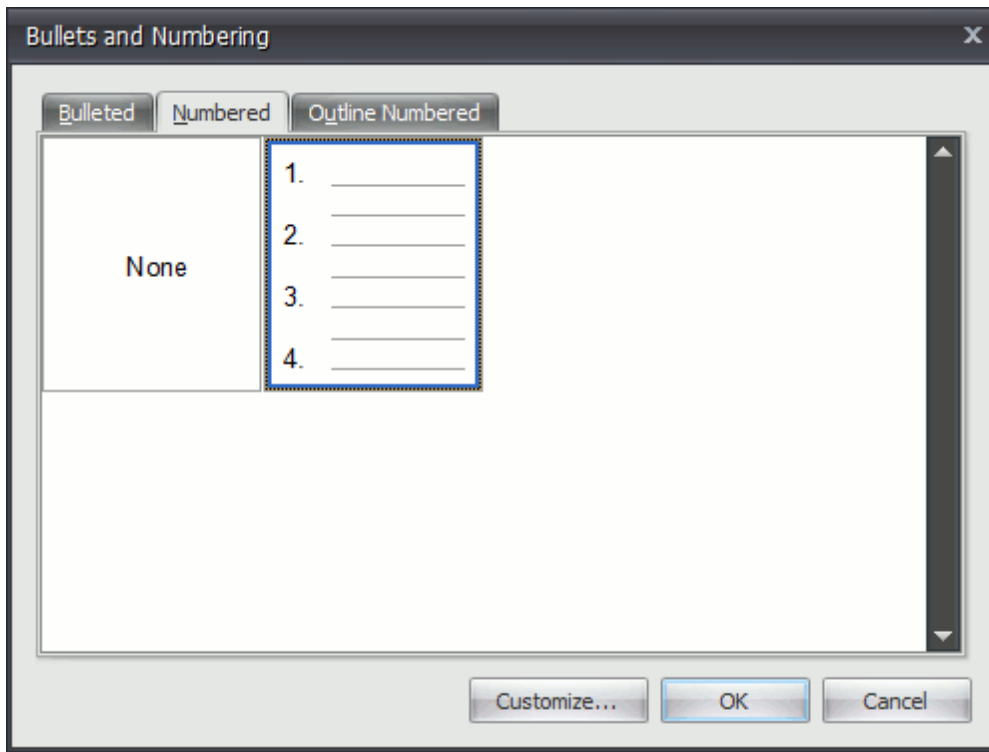 Bullets and Numbering x
Bulleted Numbered Outline Numbered
None
1.
2.
3.
4.
Customize... OK Cancel